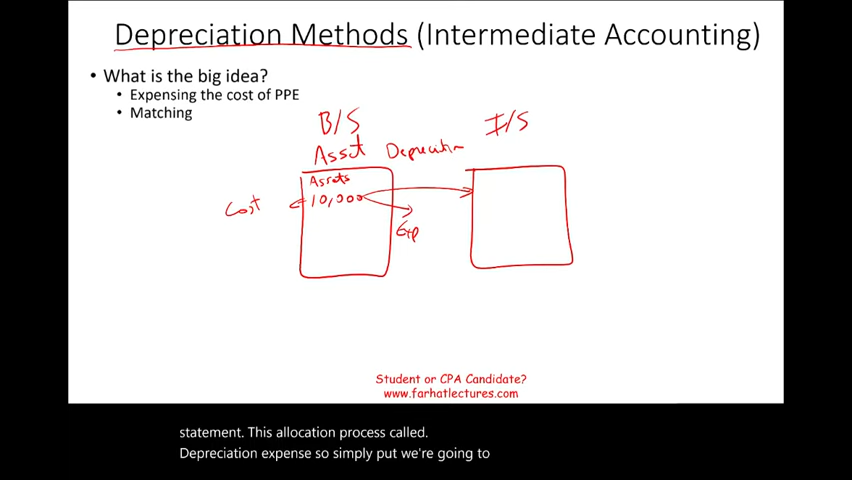 Depreciation Methods (Intermediate Accounting)
• What is the big idea?
• Expensing the cost of PPE
• Matching
B/S
I/S
Asset Depreciation
Assets
Cost
10,000
Exp
Student or CPA Candidate?
www.farhatlectures.com
statement. This allocation process called.
Depreciation expense so simply put we're going to